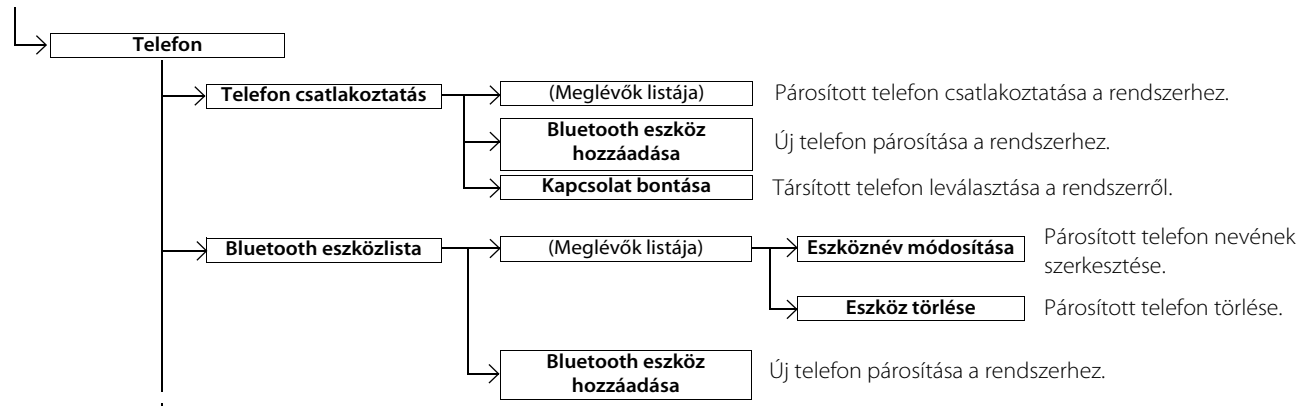 Telefon
Telefon csatlakoztatás
(Meglévők listája)
Párosított telefon csatlakoztatása a rendszerhez.
Bluetooth eszköz
hozzáadása
Új telefon párosítása a rendszerhez.
Kapcsolat bontása
Társított telefon leválasztása a rendszerről.
Bluetooth eszközlista
(Meglévők listája)
Eszköznév módosítása
Párosított telefon nevének
szerkesztése.
Eszköz törlése
Párosított telefon törlése.
Bluetooth eszköz
hozzáadása
Új telefon párosítása a rendszerhez.